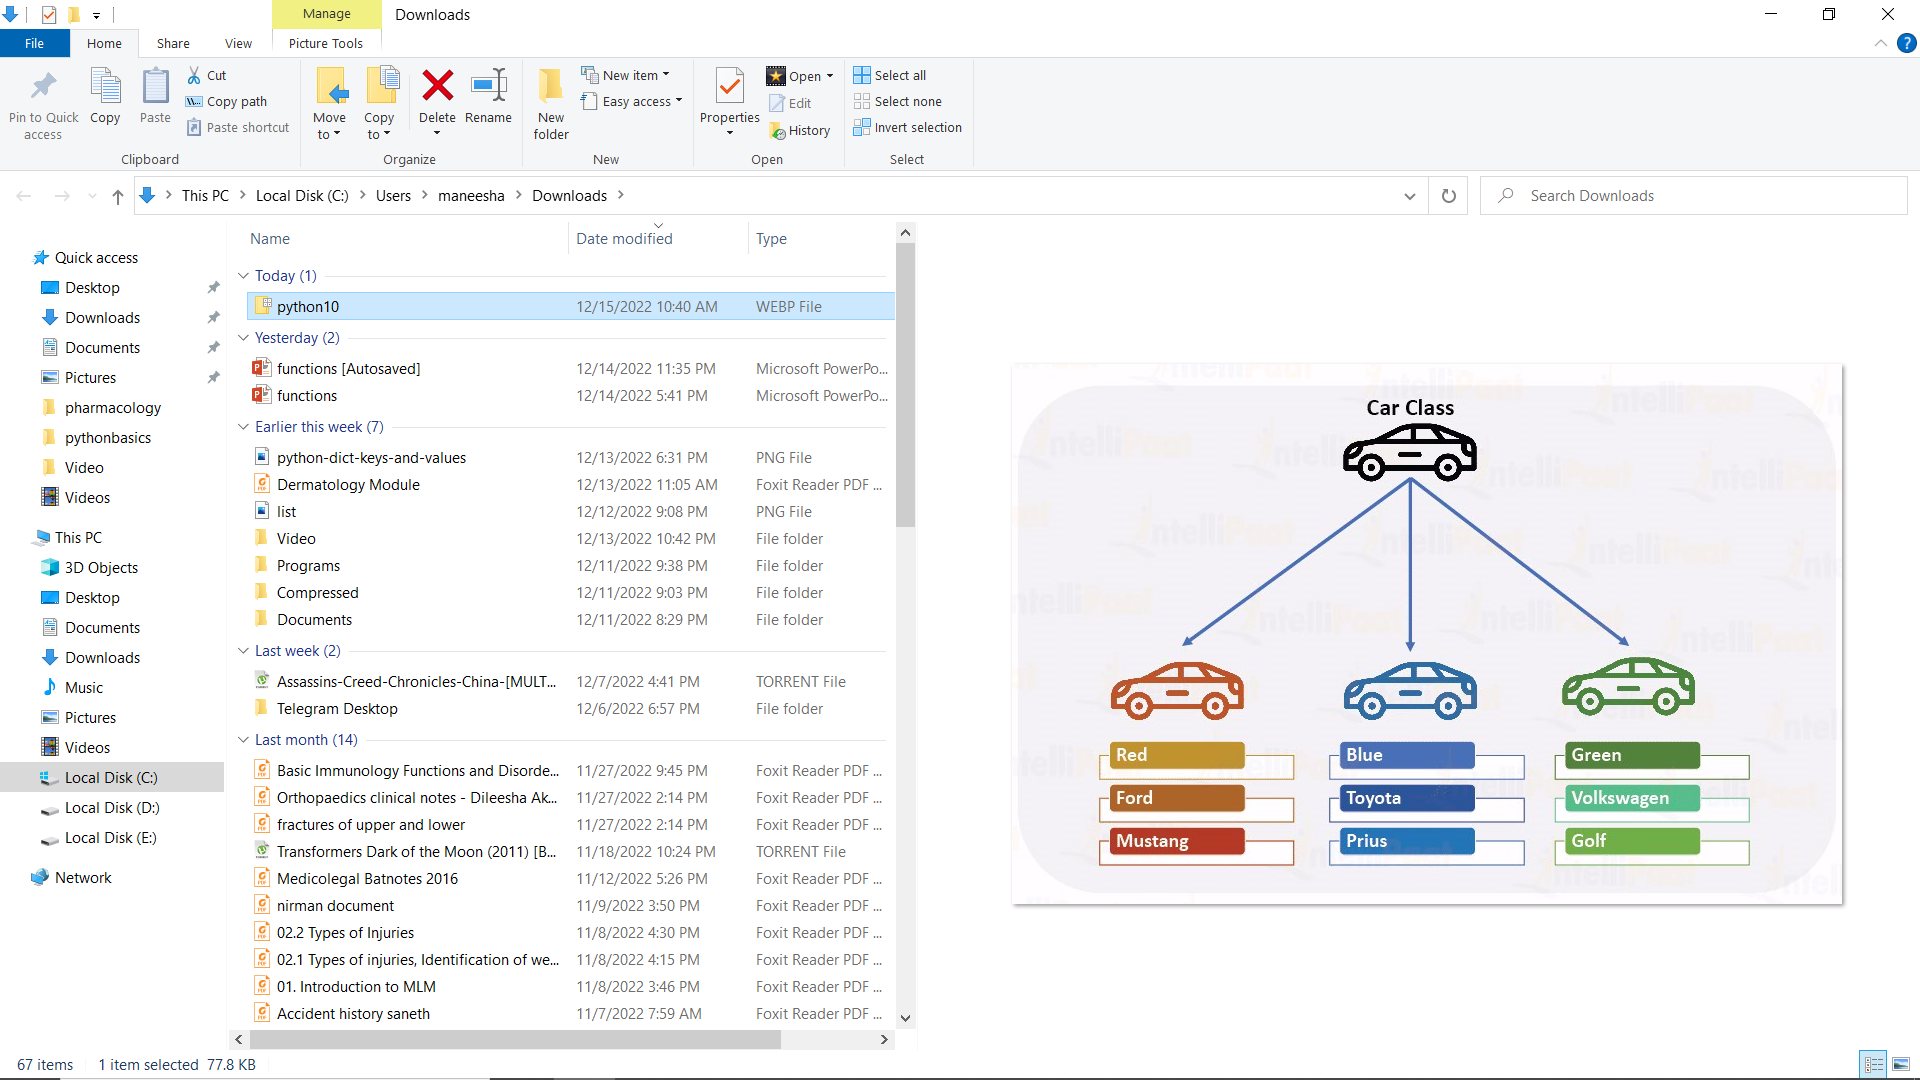 Manage
Downloads
File
Home
Share
View
Picture Tools
Pin to Quick access
Copy
Paste
Cut
Copy path
Paste shortcut
Clipboard
Move to
Copy to
Delete
Rename
Organize
New folder
New item
Easy access
New
Properties
Open
Edit
History
Open
Select all
Select none
Invert selection
Select
This PC
Local Disk (C:)
Users
maneesha
Downloads
Search Downloads
Quick access
Desktop
Downloads
Documents
Pictures
pharmacology
pythonbasics
Video
Videos
This PC
3D Objects
Desktop
Documents
Downloads
Music
Pictures
Videos
Local Disk (C:)
Local Disk (D:)
Local Disk (E:)
Network
Name Date modified Type
Today (1)
python10 12/15/2022 10:40 AM WEBP File
Yesterday (2)
functions [Autosaved] 12/14/2022 11:35 PM Microsoft PowerPo...
functions 12/14/2022 5:41 PM Microsoft PowerPo...
Earlier this week (7)
python-dict-keys-and-values 12/13/2022 6:31 PM PNG File
Dermatology Module 12/13/2022 11:05 AM Foxit Reader PDF ...
list 12/12/2022 9:08 PM PNG File
Video 12/13/2022 10:42 PM File folder
Programs 12/11/2022 9:38 PM File folder
Compressed 12/11/2022 9:03 PM File folder
Documents 12/11/2022 8:29 PM File folder
Last week (2)
Assassins-Creed-Chronicles-China-[MULT... 12/7/2022 4:41 PM TORRENT File
Telegram Desktop 12/6/2022 6:57 PM File folder
Last month (14)
Basic Immunology Functions and Disorde... 11/27/2022 9:45 PM Foxit Reader PDF ...
Orthopaedics clinical notes - Dileesha Ak... 11/27/2022 2:14 PM Foxit Reader PDF ...
fractures of upper and lower 11/27/2022 2:14 PM Foxit Reader PDF ...
Transformers Dark of the Moon (2011) [B... 11/18/2022 10:24 PM TORRENT File
Medicolegal Batnotes 2016 11/12/2022 5:26 PM Foxit Reader PDF ...
nirman document 11/9/2022 3:50 PM Foxit Reader PDF ...
02.2 Types of Injuries 11/8/2022 4:30 PM Foxit Reader PDF ...
02.1 Types of injuries, Identification of we... 11/8/2022 4:15 PM Foxit Reader PDF ...
01. Introduction to MLM 11/8/2022 3:46 PM Foxit Reader PDF ...
Accident history saneth 11/7/2022 7:59 AM Foxit Reader PDF ...
Car Class
Red Blue Green
Ford Toyota Volkswagen
Mustang Prius Golf
67 items 1 item selected 77.8 KB